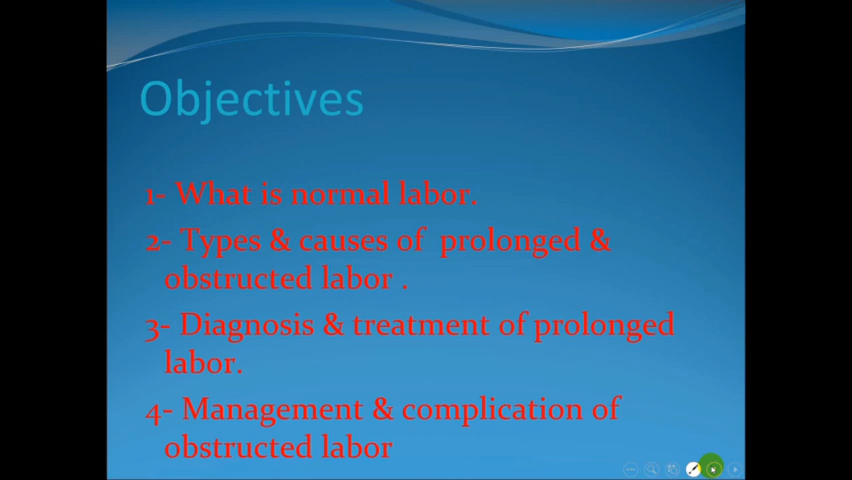 Objectives
1- What is normal labor.
2- Types & causes of prolonged &
obstructed labor .
3- Diagnosis & treatment of prolonged
labor.
4- Management & complication of
obstructed labor